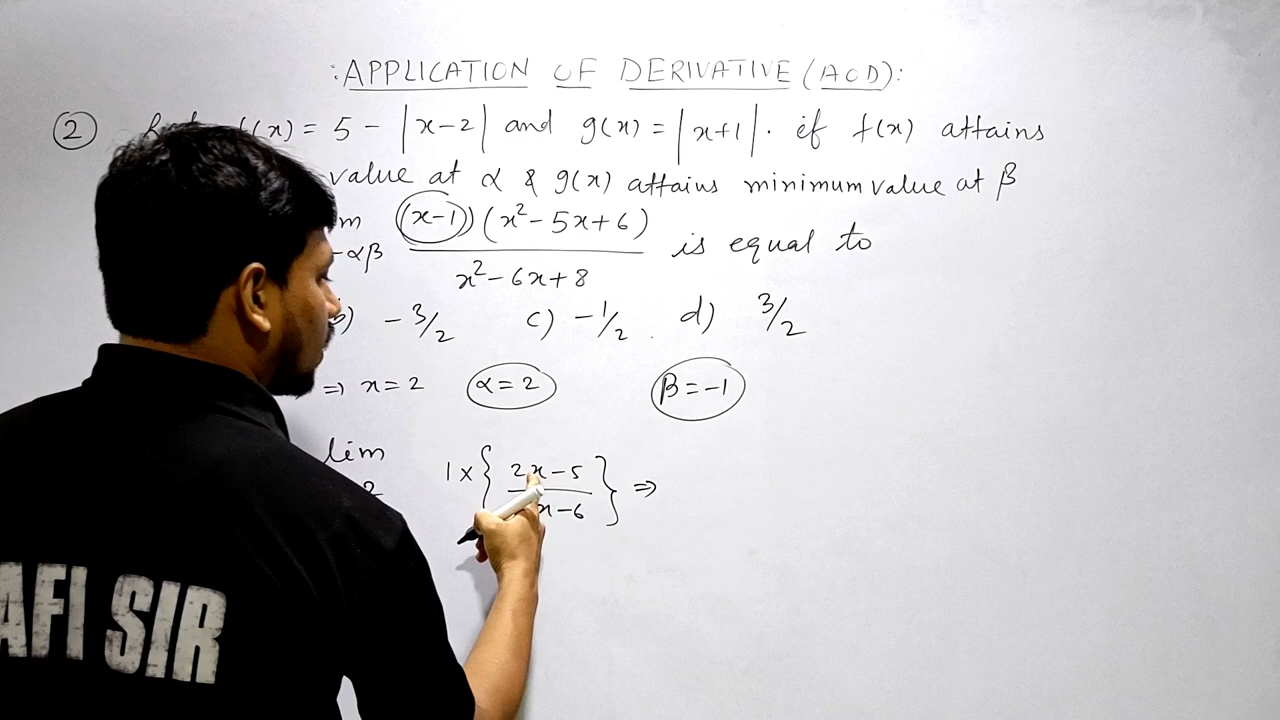 : APPLICATION OF DERIVATIVE (AOD) :
② f(x) = 5 - |x-2| and g(x) = |x+1|. if f(x) attains
value at α & g(x) attains minimum value at β
(x-1) (x²-5x+6) / x²-6x+8 is equal to
-αβ
b) -3/2 c) -1/2 . d) 3/2
⇒ x=2 α=2 β=-1
lim 1x { 2x-5 / x-6 } ⇒
2
AFI SIR